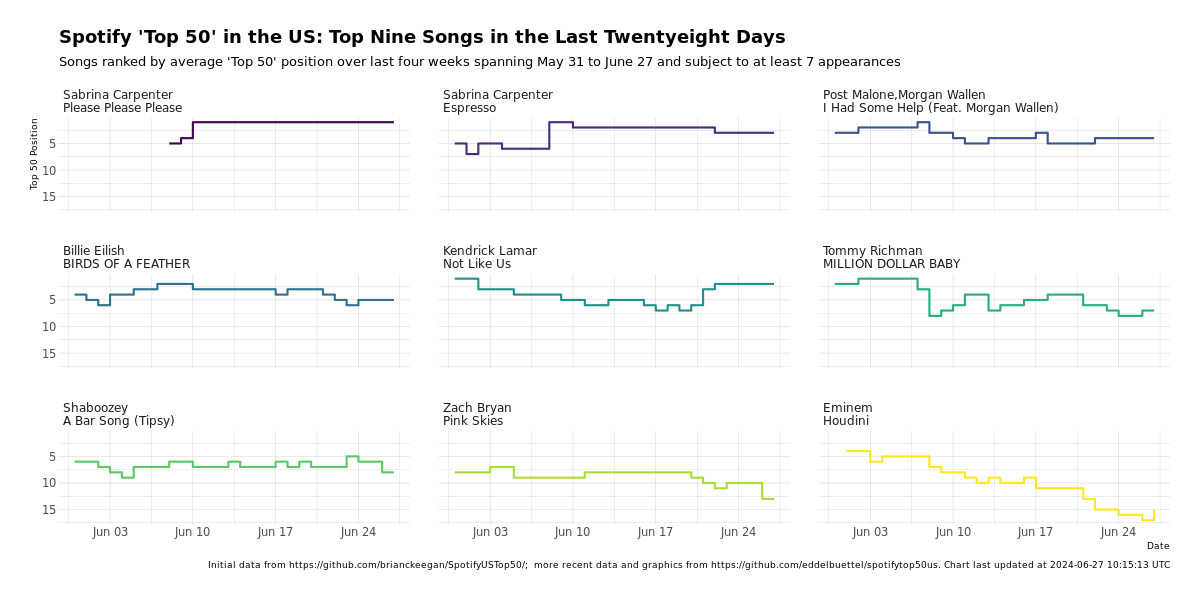 Spotify 'Top 50' in the US: Top Nine Songs in the Last Twentyeight Days
Songs ranked by average 'Top 50' position over last four weeks spanning May 31 to June 27 and subject to at least 7 appearances
Sabrina Carpenter
Please Please Please
Sabrina Carpenter
Espresso
Post Malone,Morgan Wallen
I Had Some Help (Feat. Morgan Wallen)
Top 50 Position
5
10
15
Billie Eilish
BIRDS OF A FEATHER
Kendrick Lamar
Not Like Us
Tommy Richman
MILLION DOLLAR BABY
5
10
15
Shaboozey
A Bar Song (Tipsy)
Zach Bryan
Pink Skies
Eminem
Houdini
5
10
15
Jun 03 Jun 10 Jun 17 Jun 24 Jun 03 Jun 10 Jun 17 Jun 24 Jun 03 Jun 10 Jun 17 Jun 24
Date
Initial data from https://github.com/brianckeegan/SpotifyUSTop50/;  more recent data and graphics from https://github.com/eddelbuettel/spotifytop50us. Chart last updated at 2024-06-27 10:15:13 UTC